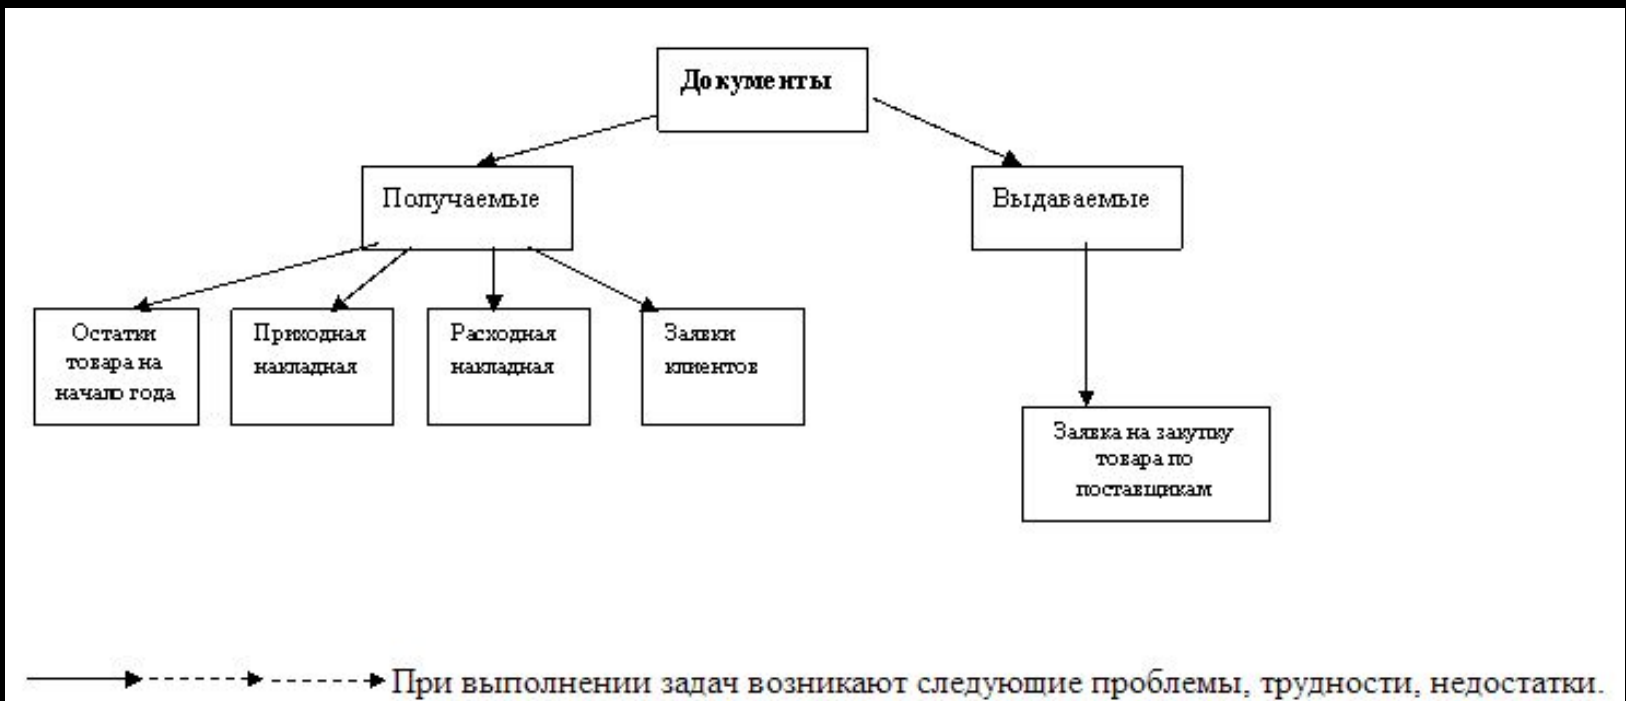 Документы
Получаемые
Выдаваемые
Остатки
товара на
начало года
Приходная
накладная
Расходная
накладная
Заявки
клиентов
Заявка на закупку
товара по
поставщикам
При выполнении задач возникают следующие проблемы, трудности, недостатки.